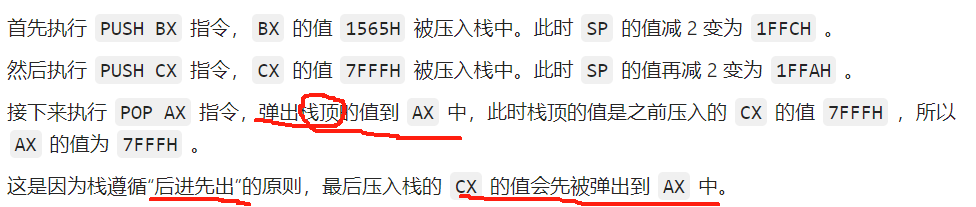 首先执行 PUSH BX 指令， BX 的值 1565H 被压入栈中。此时 SP 的值减 2 变为 1FFCH 。
然后执行 PUSH CX 指令， CX 的值 7FFFH 被压入栈中。此时 SP 的值再减 2 变为 1FFAH 。
接下来执行 POP AX 指令，弹出栈顶的值到 AX 中，此时栈顶的值是之前压入的 CX 的值 7FFFH ，所以
AX 的值为 7FFFH 。
这是因为栈遵循“后进先出”的原则，最后压入栈的 CX 的值会先被弹出到 AX 中。